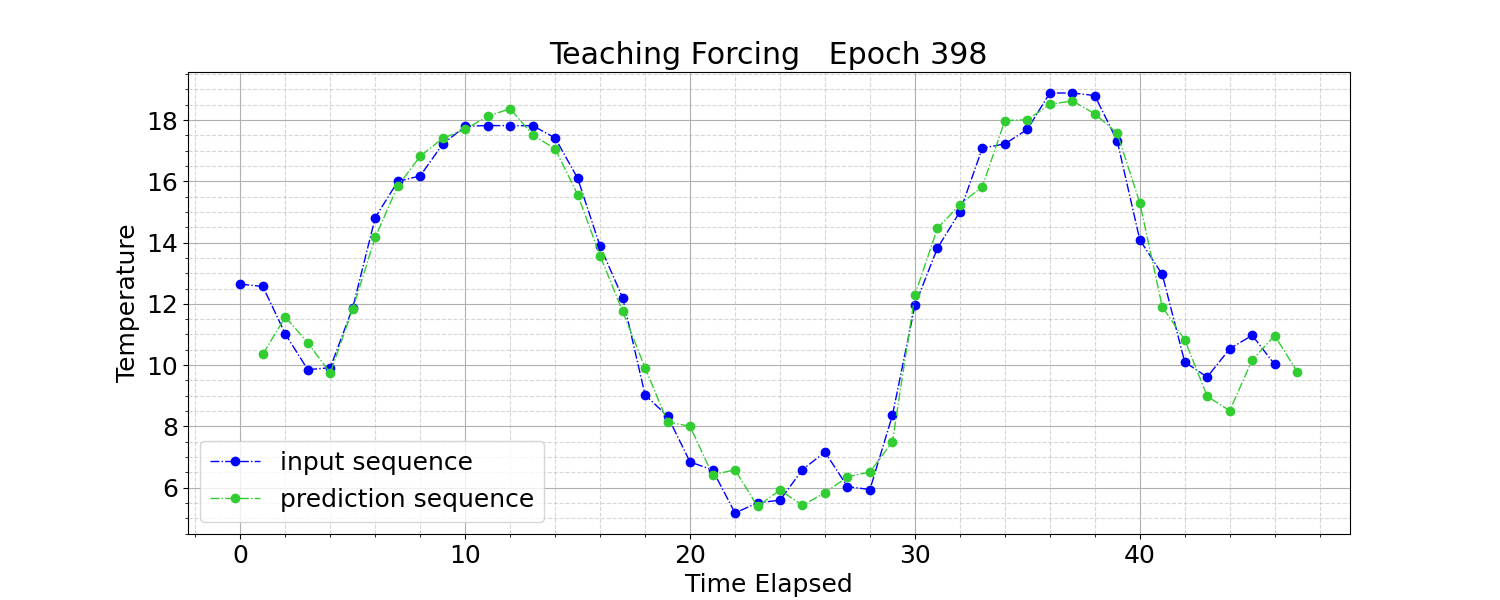 Teaching Forcing   Epoch 398
Temperature
18
16
14
12
10
8
6
input sequence
prediction sequence
0 10 20 30 40
Time Elapsed